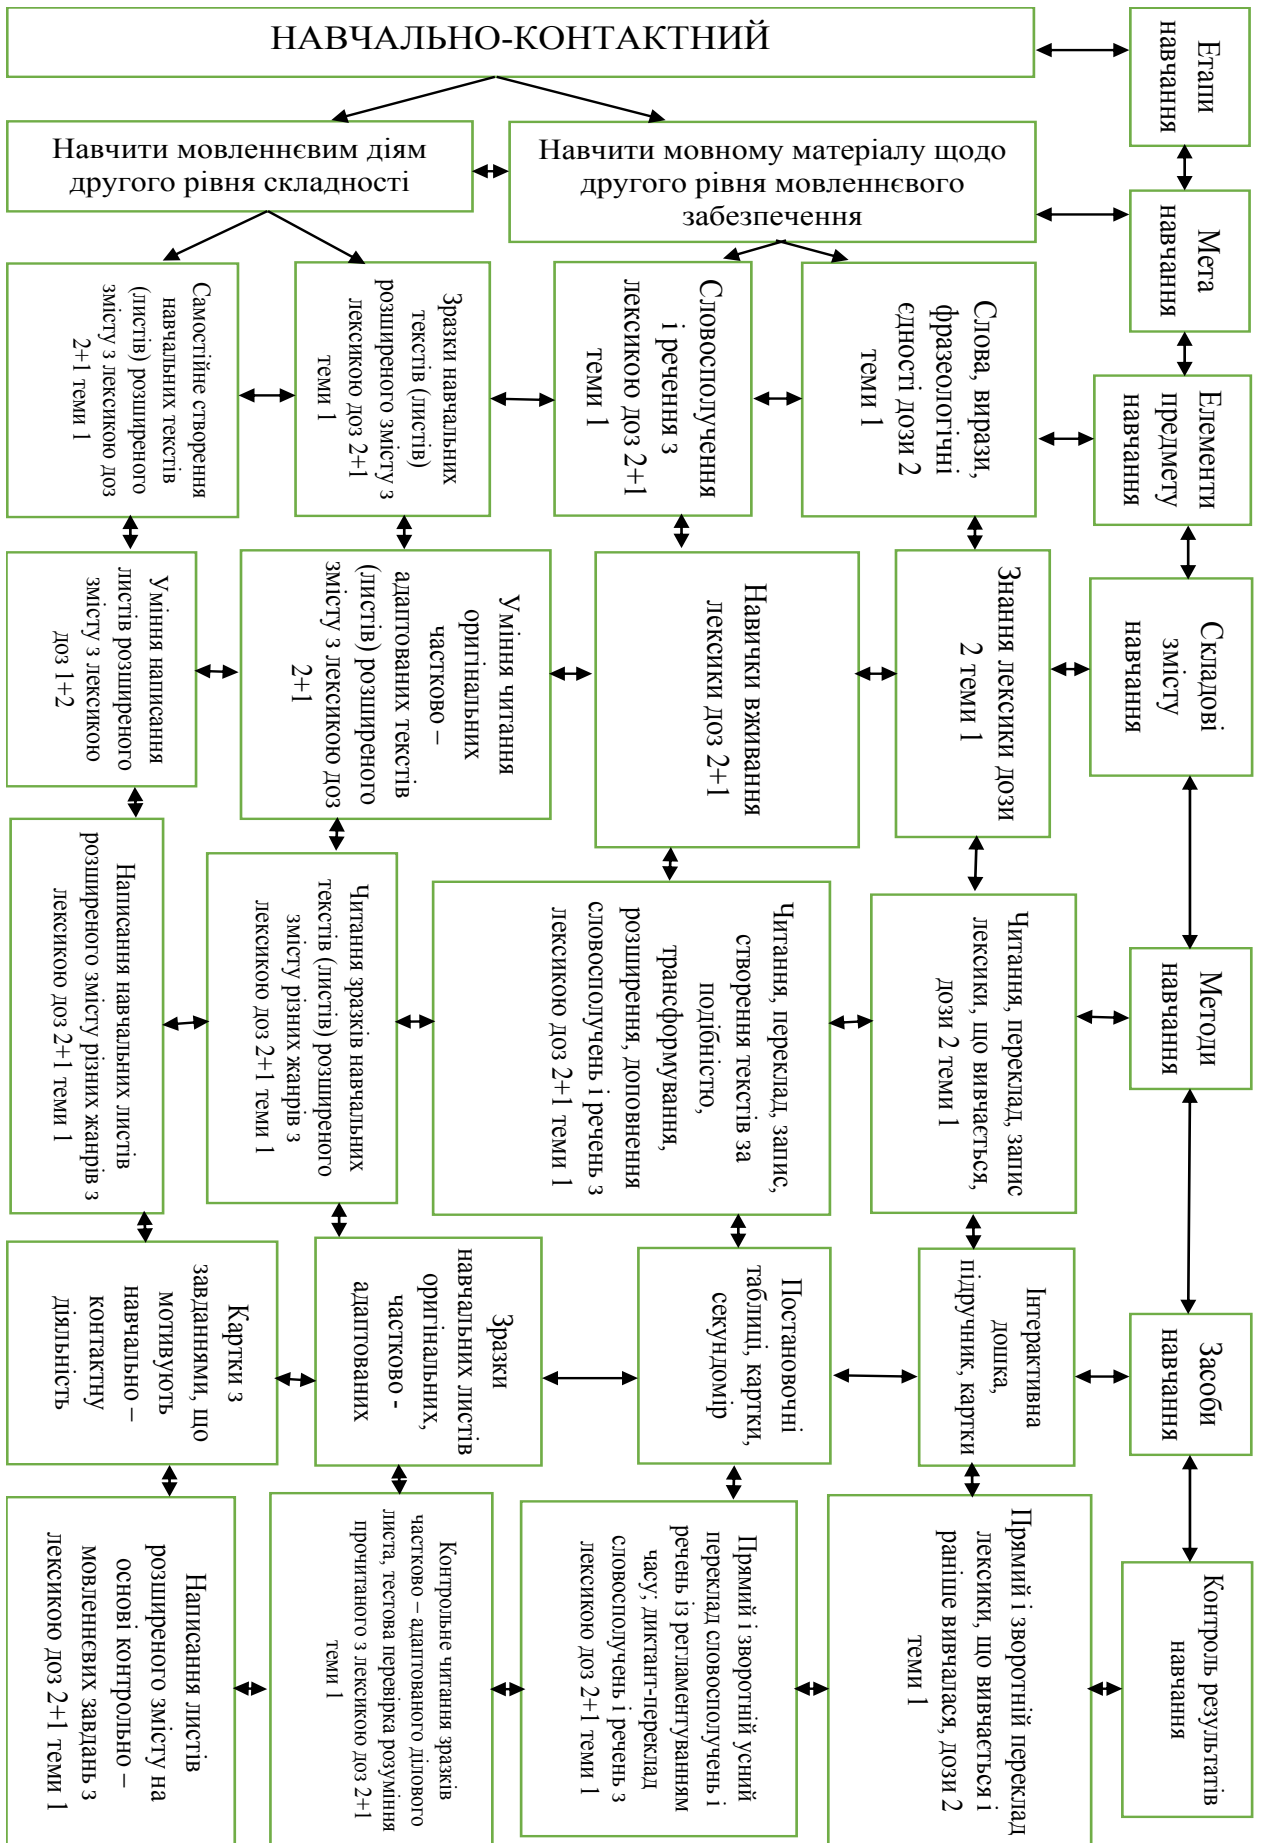 НАВЧАЛЬНО-КОНТАКТНИЙ
Етапи
навчання
Навчити мовленнєвим діям
другого рівня складності
Навчити мовному матеріалу щодо
другого рівня мовленнєвого
забезпечення
Мета
навчання
Самостійне створення
навчальних текстів
(листів) розширеного
змісту з лексикою доз
2+1 теми 1
Зразки навчальних
текстів (листів)
розширеного змісту з
лексикою доз 2+1
теми 1
Словосполучення
і речення з
лексикою доз 2+1
теми 1
Слова, вирази,
фразеологічні
єдності дози 2
теми 1
Елементи
предмету
навчання
Уміння написання
листів розширеного
змісту з лексикою
доз 1+2
Уміння читання
оригінальних
частково –
адаптованих текстів
(листів) розширеного
змісту з лексикою доз
2+1
Навички вживання
лексики доз 2+1
Знання лексики дози
2 теми 1
Складові
змісту
навчання
Написання навчальних листів
розширеного змісту різних жанрів з
лексикою доз 2+1 теми 1
Читання зразків навчальних
текстів (листів) розширеного
змісту різних жанрів з
лексикою доз 2+1 теми 1
Читання, переклад, запис,
створення текстів за
подібністю,
трансформування,
розширення, доповнення
словосполучень і речень з
лексикою доз 2+1 теми 1
Читання, переклад, запис
лексики, що вивчається,
дози 2 теми 1
Методи
навчання
Картки з
завданнями, що
мотивують
навчально –
контактну
діяльність
Зразки
навчальних листів
оригінальних,
частково -
адаптованих
Постановочні
таблиці, картки,
секундомір
Інтерактивна
дошка,
підручник, картки
Засоби
навчання
Написання листів
розширеного змісту на
основі контрольно –
мовленнєвих завдань з
лексикою доз 2+1 теми 1
Контрольне читання зразків
частково – адаптованого ділового
листа, тестова перевірка розуміння
прочитаного з лексикою доз 2+1
теми 1
Прямий і зворотній усний
переклад словосполучень і
речень із регламентуванням
часу; диктант-переклад
словосполучень і речень з
лексикою доз 2+1 теми 1
Прямий і зворотній переклад
лексики, що вивчається і
раніше вивчалася, дози 2
теми 1
Контроль результатів
навчання